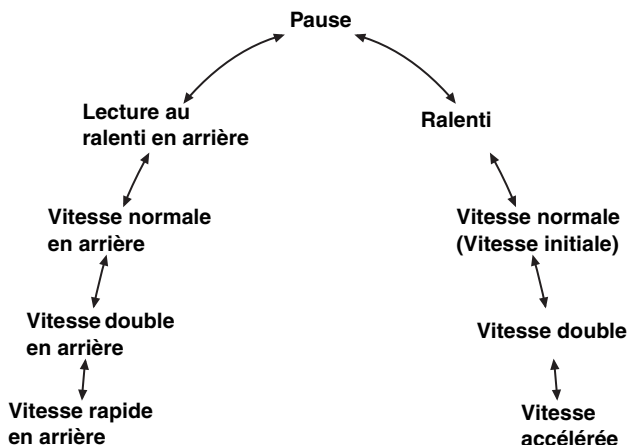 Pause
Lecture au
ralenti en arrière
Ralenti
Vitesse normale
en arrière
Vitesse normale
(Vitesse initiale)
Vitesse double
en arrière
Vitesse double
Vitesse rapide
en arrière
Vitesse
accélérée